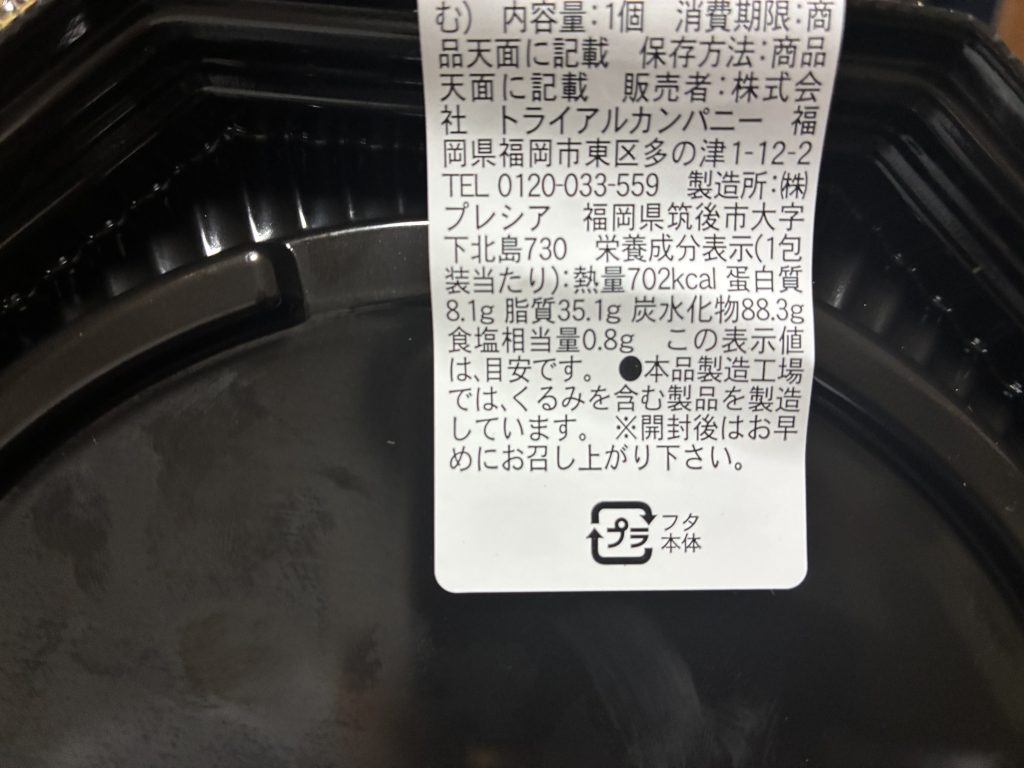 む) 内容量:1個 消費期限:商
品天面に記載 保存方法:商品
天面に記載 販売者:株式会
社 トライアルカンパニー 福
岡県福岡市東区多の津1-12-2
TEL 0120-033-559 製造所:㈱
プレシア 福岡県筑後市大字
下北島730 栄養成分表示(1包
装当たり):熱量702kcal 蛋白質
8.1g 脂質35.1g 炭水化物88.3g
食塩相当量0.8g この表示値
は、目安です。 ●本品製造工場
では、くるみを含む製品を製造
しています。 ※開封後はお早
めにお召し上がり下さい。
プラ フタ
本体